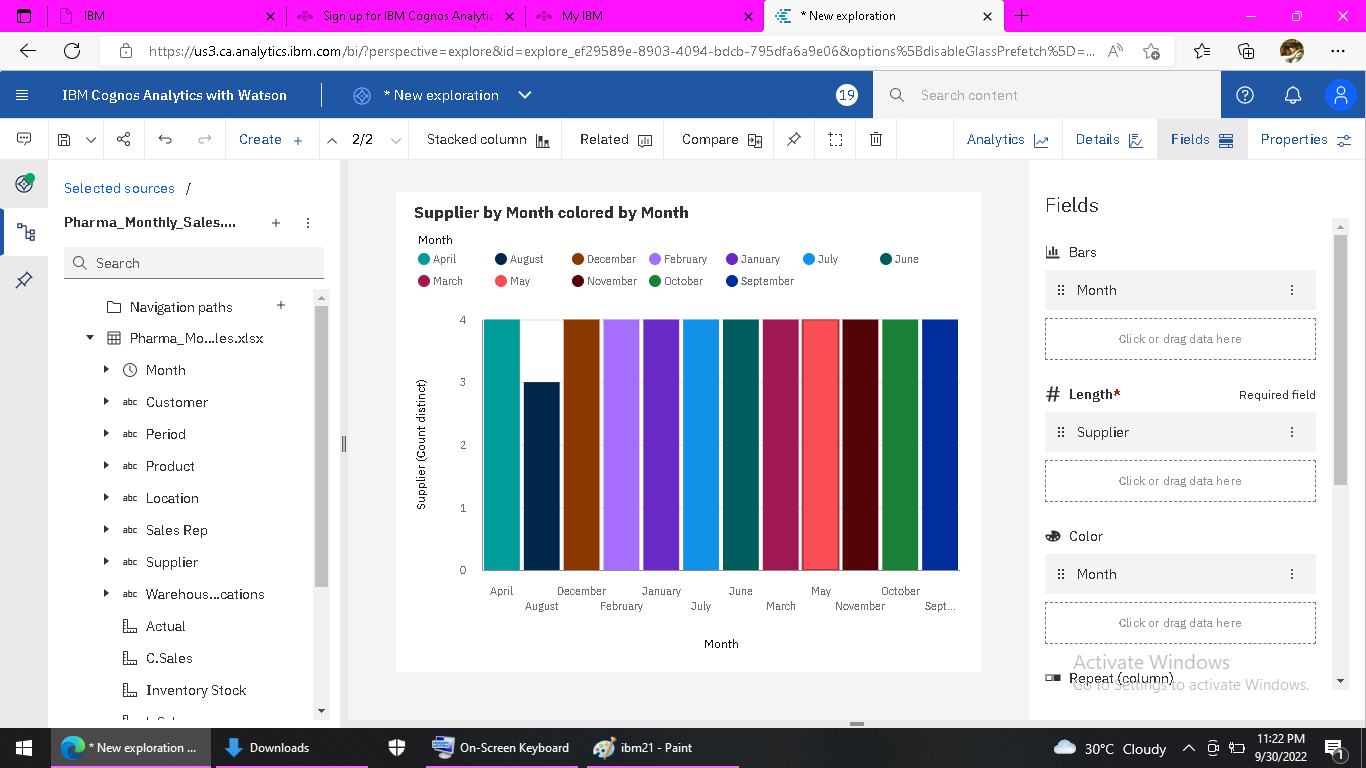 IBM
Sign up for IBM Cognos Analytic
My IBM
* New exploration
https://us3.ca.analytics.ibm.com/bi/?perspective=explore&id=explore_ef29589e-8903-4094-bdcb-795dfa6a9e06&options%5BdisableGlassPrefetch%5D=...
IBM Cognos Analytics with Watson
* New exploration
19
Search content
Create +
2/2
Stacked column
Related
Compare
Analytics
Details
Fields
Properties
Selected sources /
Pharma_Monthly_Sales....
Search
Navigation paths
Pharma_Mo...les.xlsx
Month
abc Customer
abc Period
abc Product
abc Location
abc Sales Rep
abc Supplier
abc Warehous...cations
Actual
C.Sales
Inventory Stock
Supplier by Month colored by Month
Month
April August December February January July June
March May November October September
Supplier (Count distinct)
4
3
2
1
0
April December January June May October
August February July March November Sept...
Month
Fields
Bars
Month
Click or drag data here
Length* Required field
Supplier
Click or drag data here
Color
Month
Click or drag data here
Repeat (column)
Activate Windows
Go to Settings to activate Windows.
* New exploration ...
Downloads
On-Screen Keyboard
ibm21 - Paint
30°C Cloudy
11:22 PM
9/30/2022
1